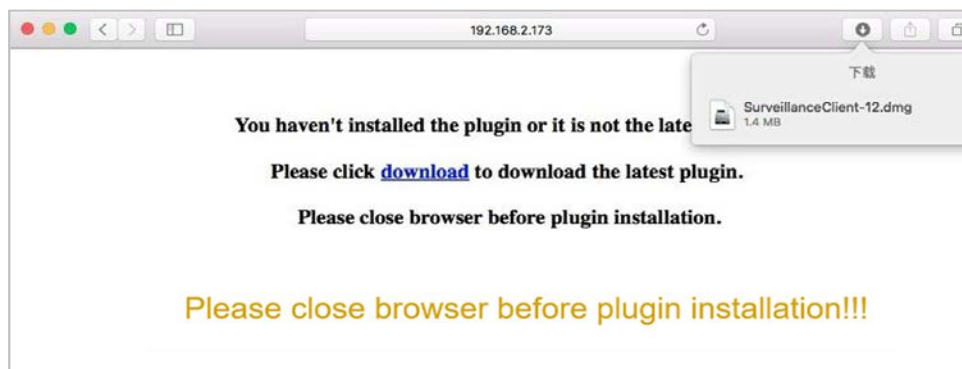 192.168.2.173
下载
SurveillanceClient-12.dmg
1.4 MB
You haven't installed the plugin or it is not the
Please click download to download the latest plugin.
Please close browser before plugin installation.
Please close browser before plugin installation!!!